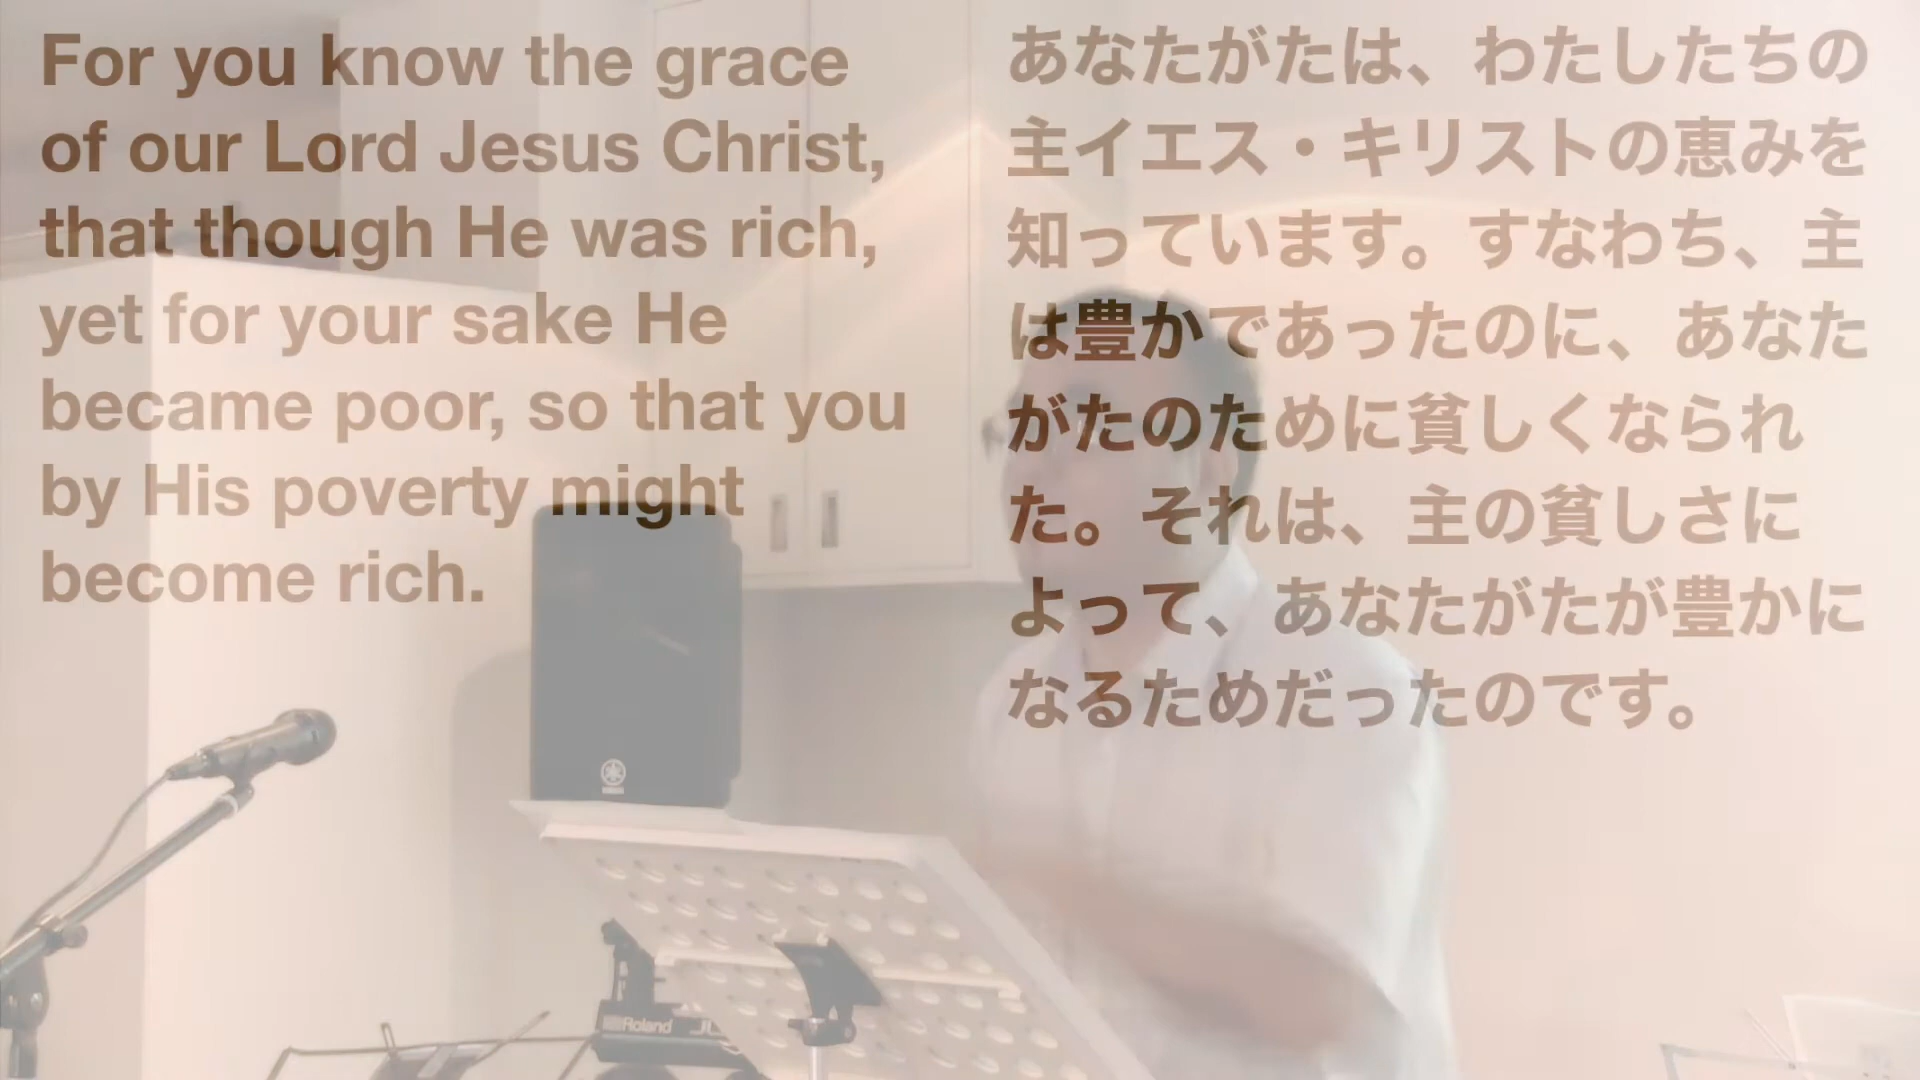 For you know the grace
of our Lord Jesus Christ,
that though He was rich,
yet for your sake He
became poor, so that you
by His poverty might
become rich.
あなたがたは、わたしたちの
主イエス・キリストの恵みを
知っています。すなわち、主
は豊かであったのに、あなた
がたのために貧しくなられ
た。それは、主の貧しさに
よって、あなたがたが豊かに
なるためだったのです。
Roland